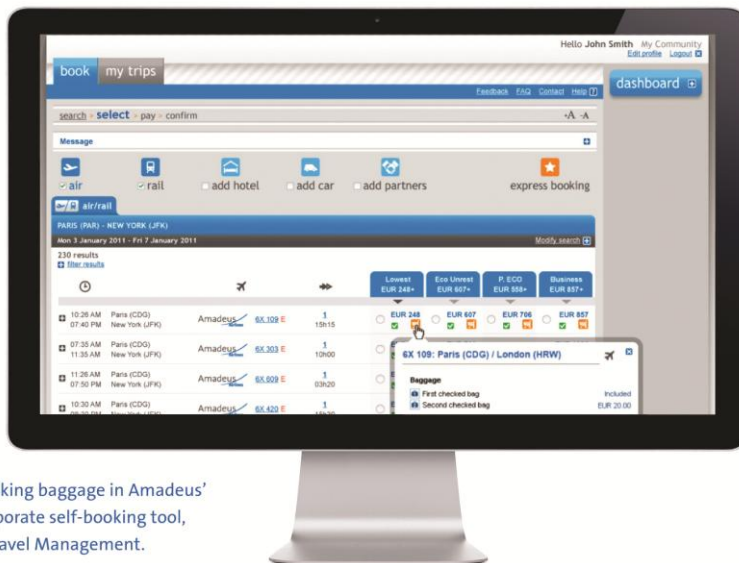 Hello John Smith My Community
Edit profile Logout
book my trips
dashboard
Feedback FAQ Contact Help
search > select > pay > confirm
-A -A
Message
air
rail
add hotel
add car
add partners
express booking
air/rail
PARIS (PAR) - NEW YORK (JFK)
Mon 3 January 2011 - Fri 7 January 2011 Modify search
230 results
filter results
Lowest Eco Unrest P. ECO Business
EUR 248+ EUR 607+ EUR 558+ EUR 857+
10:26 AM Paris (CDG) Amadeus 6X 109 E 1 EUR 248 EUR 607 EUR 706 EUR 857
07:40 PM New York (JFK) 15h15
07:35 AM Paris (CDG) Amadeus 6X 303 E 1
11:35 AM New York (JFK) 10h00
11:26 AM Paris (CDG) Amadeus 6X 609 E 1
07:50 PM New York (JFK) 03h20
10:30 AM Paris (CDG) Amadeus 6X 420 E 1
6X 109: Paris (CDG) / London (HRW)
Baggage
First checked bag Included
Second checked bag EUR 20.00
king baggage in Amadeus’
porate self-booking tool,
avel Management.